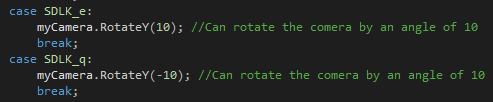 case SDLK_e:
myCamera.RotateY(10); //Can rotate the comera by an angle of 10
break;
case SDLK_q:
myCamera.RotateY(-10); //Can rotate the comera by an angle of 10
break;